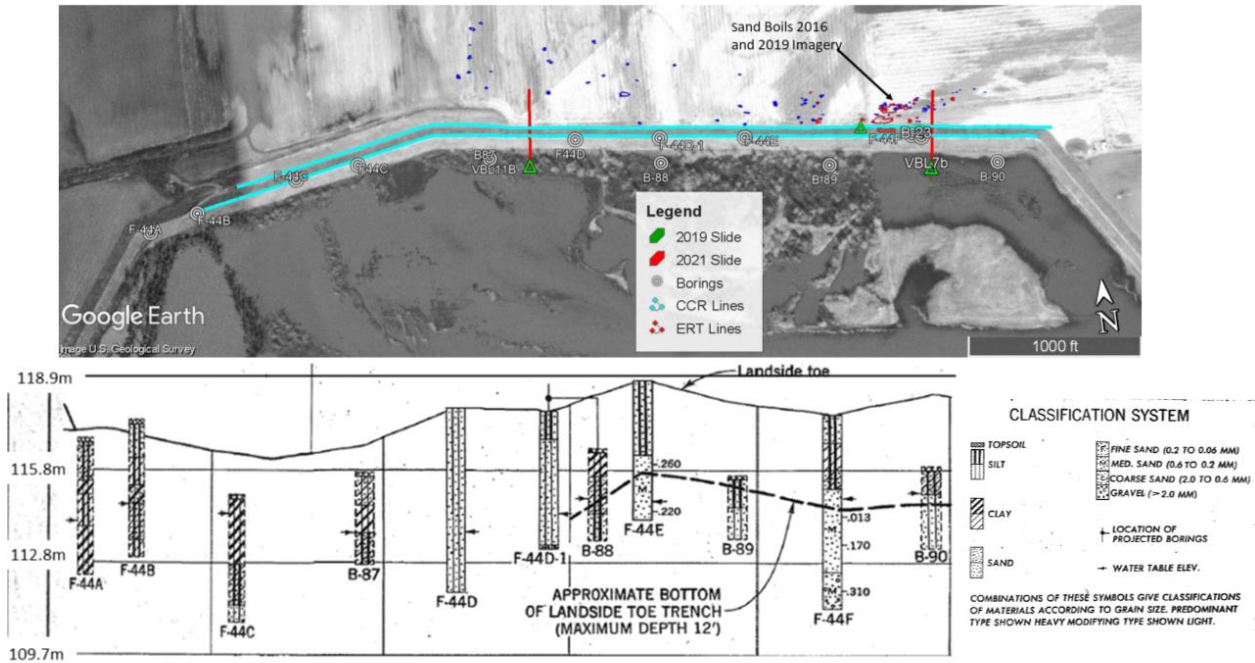 Sand Boils 2016
and 2019 Imagery
B-23
F-44F
F-44E
F-44D-1
F44D
B87
VBL11B
B-88
B-89
VBL7b
B-90
F-44C
F-44C
F-44B
F-44A
Legend
2019 Slide
2021 Slide
Borings
CCR Lines
ERT Lines
N
Google Earth
Image U.S. Geological Survey
1000 ft
118.9m
115.8m
112.8m
109.7m
Landside toe
F-44A
F-44B
F-44C
B-87
F-44D
F-44D-1
B-88
.260
M
.220
F-44E
B-89
.013
M
.170
M
.310
F-44F
B-90
APPROXIMATE BOTTOM
OF LANDSIDE TOE TRENCH
(MAXIMUM DEPTH 12')
CLASSIFICATION SYSTEM
TOPSOIL
SILT
CLAY
SAND
FINE SAND (0.2 TO 0.06 MM)
MED. SAND (0.6 TO 0.2 MM)
COARSE SAND (2.0 TO 0.6 MM)
GRAVEL (>2.0 MM)
LOCATION OF
PROJECTED BORINGS
WATER TABLE ELEV.
COMBINATIONS OF THESE SYMBOLS GIVE CLASSIFICATIONS
OF MATERIALS ACCORDING TO GRAIN SIZE. PREDOMINANT
TYPE SHOWN HEAVY MODIFYING TYPE SHOWN LIGHT.